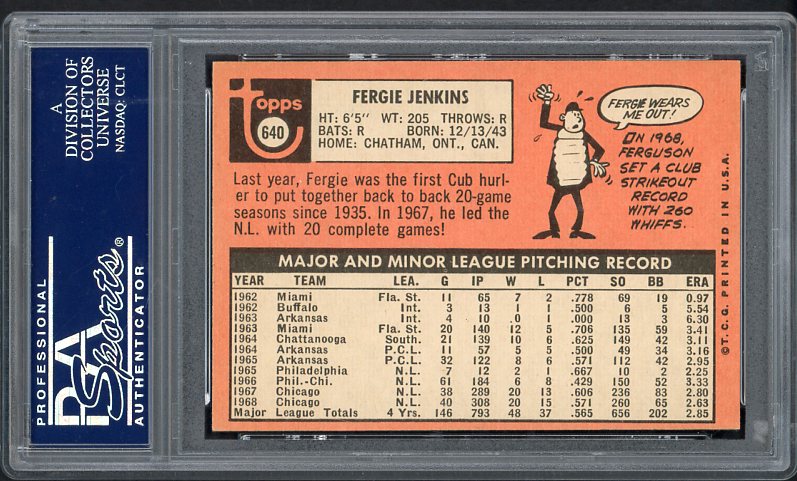 A
DIVISION OF
COLLECTORS
UNIVERSE
NASDAQ: CLCT
PROFESSIONAL
PSA
Sports®
AUTHENTICATOR
Topps
640
FERGIE JENKINS
HT: 6'5" WT: 205 THROWS: R
BATS: R BORN: 12/13/43
HOME: CHATHAM, ONT., CAN.
Last year, Fergie was the first Cub hurl-
er to put together back to back 20-game
seasons since 1935. In 1967, he led the
N.L. with 20 complete games!
FERGIE WEARS
ME OUT!
IN 1968,
FERGUSON
SET A CLUB
STRIKEOUT
RECORD
WITH 260
WHIFFS.
MAJOR AND MINOR LEAGUE PITCHING RECORD
YEAR TEAM LEA. G IP W L PCT SO BB ERA
1962 Miami Fla. St. 11 65 7 2 .778 69 19 0.97
1962 Buffalo Int. 3 13 1 1 .500 6 5 5.54
1963 Arkansas Int. 4 10 0 1 .000 13 3 6.30
1963 Miami Fla. St. 20 140 12 5 .706 135 59 3.41
1964 Chattanooga South. 21 139 10 6 .625 149 42 3.11
1964 Arkansas P.C.L. 11 57 5 5 .500 49 34 3.16
1965 Arkansas P.C.L. 32 122 8 6 .571 112 42 2.95
1965 Philadelphia N.L. 7 12 2 1 .667 10 2 2.25
1966 Phil.-Chi. N.L. 61 184 6 8 .429 150 52 3.33
1967 Chicago N.L. 38 289 20 13 .606 236 83 2.80
1968 Chicago N.L. 40 308 20 15 .571 260 65 2.63
Major League Totals 4 Yrs. 146 793 48 37 .565 656 202 2.85
©T.C.G. PRINTED IN U.S.A.